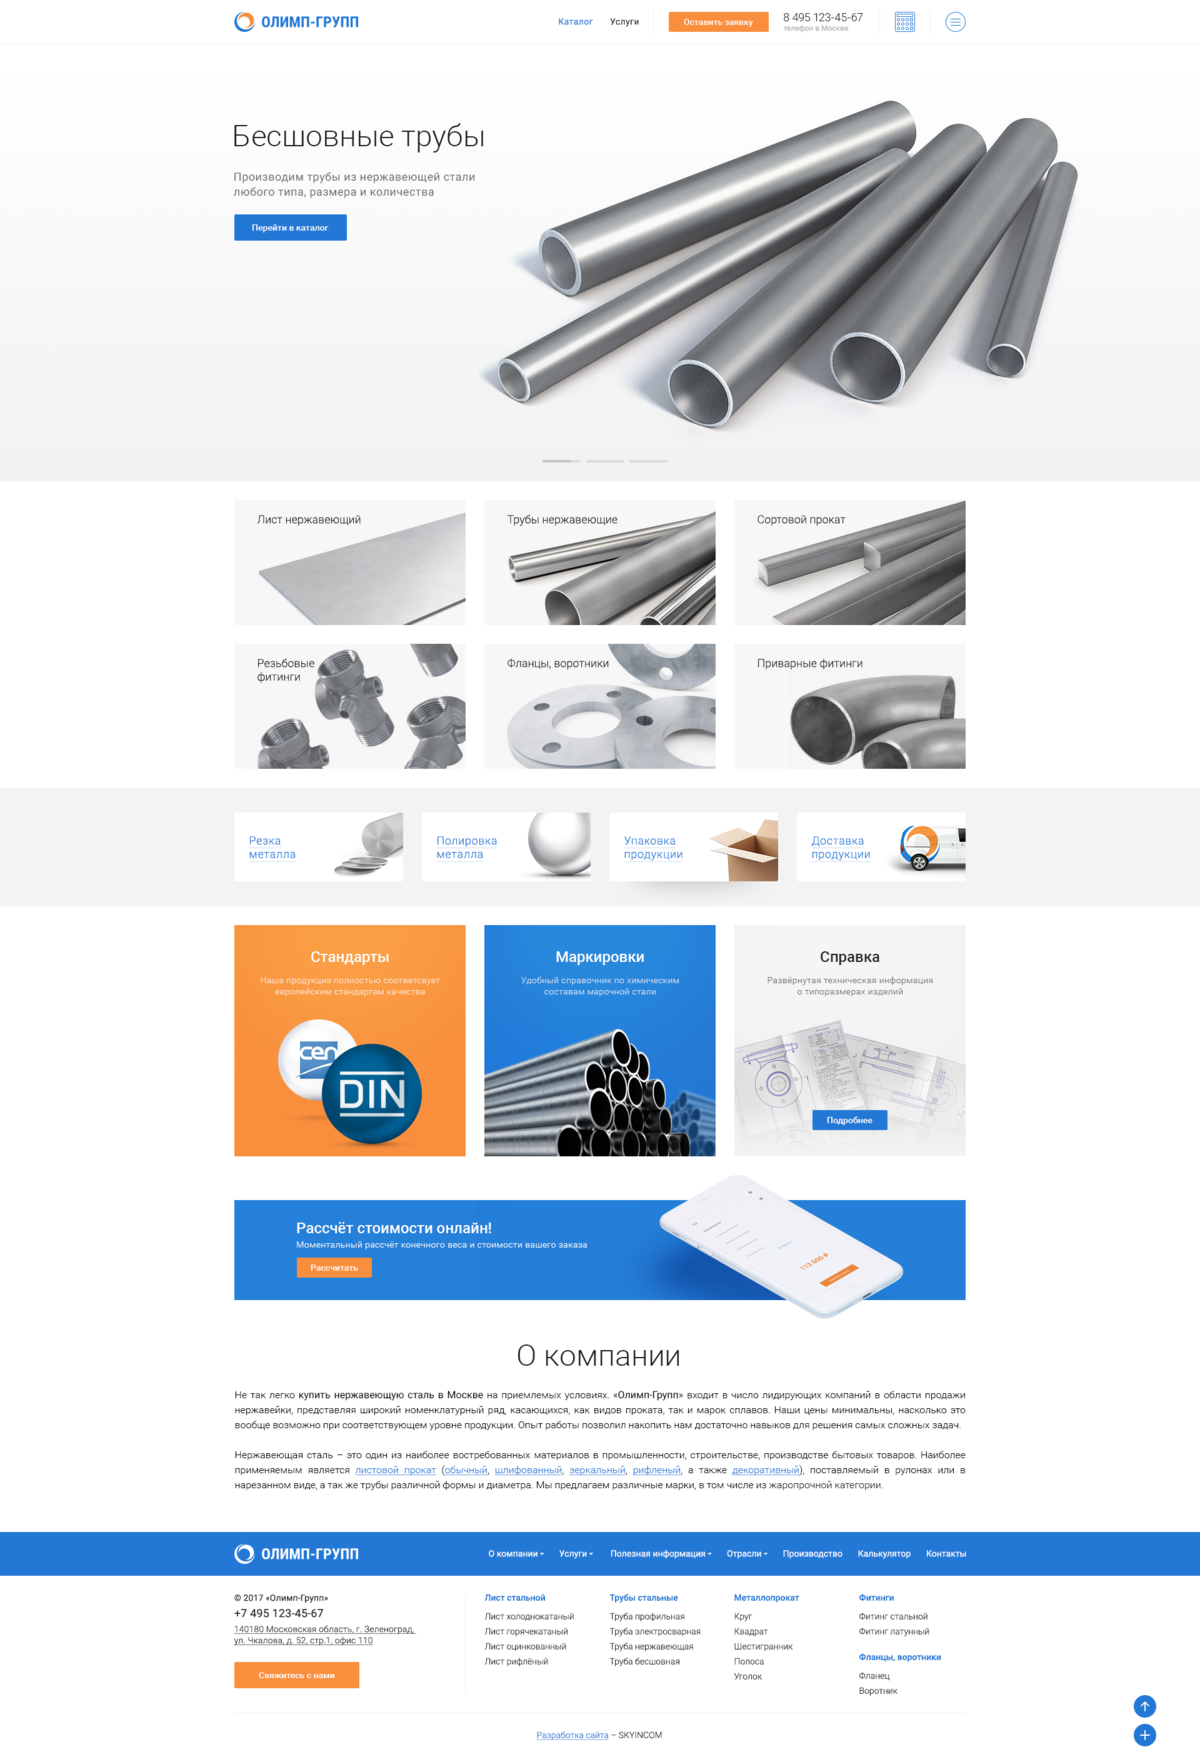 ОЛИМП-ГРУПП
Каталог
Услуги
Оставить заявку
8 495 123-45-67
телефон в Москве
Бесшовные трубы
Производим трубы из нержавеющей стали
любого типа, размера и количества
Перейти в каталог
Лист нержавеющий
Трубы нержавеющие
Сортовой прокат
Резьбовые
фитинги
Фланцы, воротники
Приварные фитинги
Резка
металла
Полировка
металла
Упаковка
продукции
Доставка
продукции
Стандарты
Наша продукция полностью соответсвует
европейским стандартам качества
cen
DIN
Маркировки
Удобный справочник по химическим
составам марочной стали
Справка
Развёрнутая техническая информация
о типоразмерах изделий
Подробнее
Рассчёт стоимости онлайн!
Моментальный рассчёт конечного веса и стоимости вашего заказа
Рассчитать
112 000 ₽
О компании
Не так легко купить нержавеющую сталь в Москве на приемлемых условиях. «Олимп-Групп» входит в число лидирующих компаний в области продажи
нержавейки, представляя широкий номенклатурный ряд, касающихся, как видов проката, так и марок сплавов. Наши цены минимальны, насколько это
вообще возможно при соответствующем уровне продукции. Опыт работы позволил накопить нам достаточно навыков для решения самых сложных задач.
Нержавеющая сталь – это один из наиболее востребованных материалов в промышленности, строительстве, производстве бытовых товаров. Наиболее
применяемым является листовой прокат (обычный, шлифованный, зеркальный, рифленый, а также декоративный), поставляемый в рулонах или в
нарезанном виде, а так же трубы различной формы и диаметра. Мы предлагаем различные марки, в том числе из жаропрочной категории.
ОЛИМП-ГРУПП
О компании
Услуги
Полезная информация
Отрасли
Производство
Калькулятор
Контакты
© 2017 «Олимп-Групп»
+7 495 123-45-67
140180 Московская область, г. Зеленоград,
ул. Чкалова, д. 52, стр.1, офис 110
Свяжитесь с нами
Лист стальной
Лист холоднокатаный
Лист горячекатаный
Лист оцинкованный
Лист рифлёный
Трубы стальные
Труба профильная
Труба электросварная
Труба нержавеющая
Труба бесшовная
Металлопрокат
Круг
Квадрат
Шестигранник
Полоса
Уголок
Фитинги
Фитинг стальной
Фитинг латунный
Фланцы, воротники
Фланец
Воротник
Разработка сайта – SKYINCOM